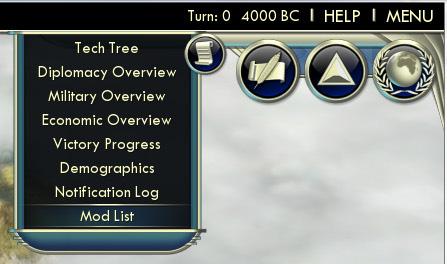 Turn: 0 4000 BC | HELP | MENU
Tech Tree
Diplomacy Overview
Military Overview
Economic Overview
Victory Progress
Demographics
Notification Log
Mod List